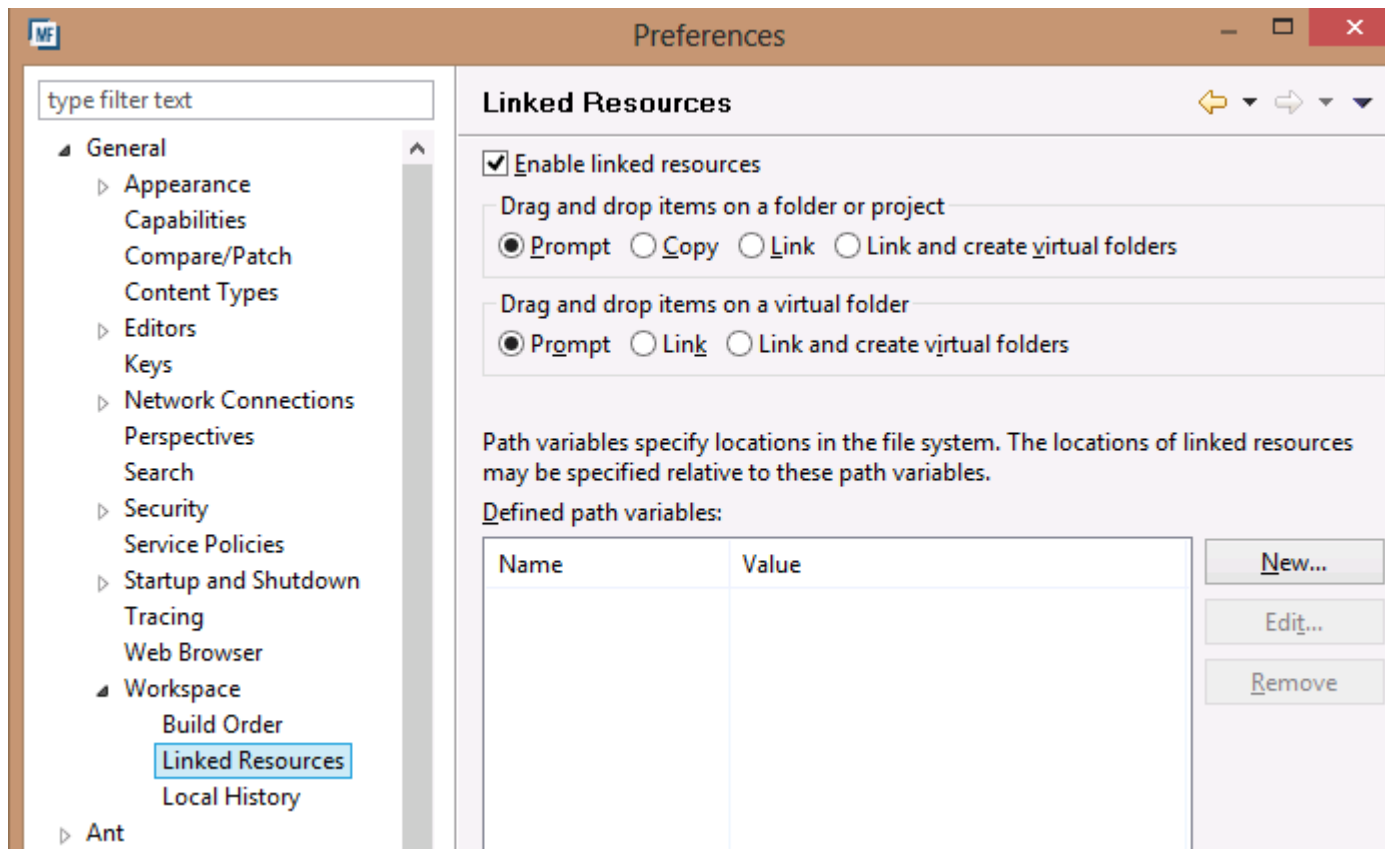 MF
Preferences
type filter text
General
Appearance
Capabilities
Compare/Patch
Content Types
Editors
Keys
Network Connections
Perspectives
Search
Security
Service Policies
Startup and Shutdown
Tracing
Web Browser
Workspace
Build Order
Linked Resources
Local History
Ant
Linked Resources
Enable linked resources
Drag and drop items on a folder or project
Prompt Copy Link Link and create virtual folders
Drag and drop items on a virtual folder
Prompt Link Link and create virtual folders
Path variables specify locations in the file system. The locations of linked resources
may be specified relative to these path variables.
Defined path variables:
Name Value
New...
Edit...
Remove